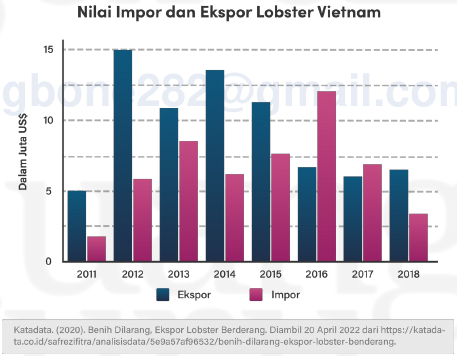 Nilai Impor dan Ekspor Lobster Vietnam
Dalam Juta US$
15
10
5
0
2011 2012 2013 2014 2015 2016 2017 2018
Ekspor Impor
Katadata. (2020). Benih Dilarang, Ekspor Lobster Berderang. Diambil 20 April 2022 dari https://katada-
ta.co.id/safrezifitra/analisisdata/5e9a57af96532/benih-dilarang-ekspor-lobster-benderang.